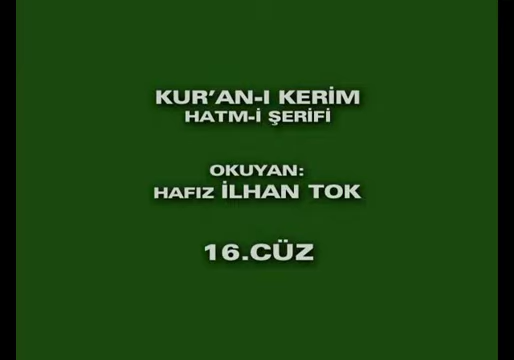 KUR'AN-I KERİM
HATM-İ ŞERİFİ
OKUYAN:
HAFIZ İLHAN TOK
16.CÜZ